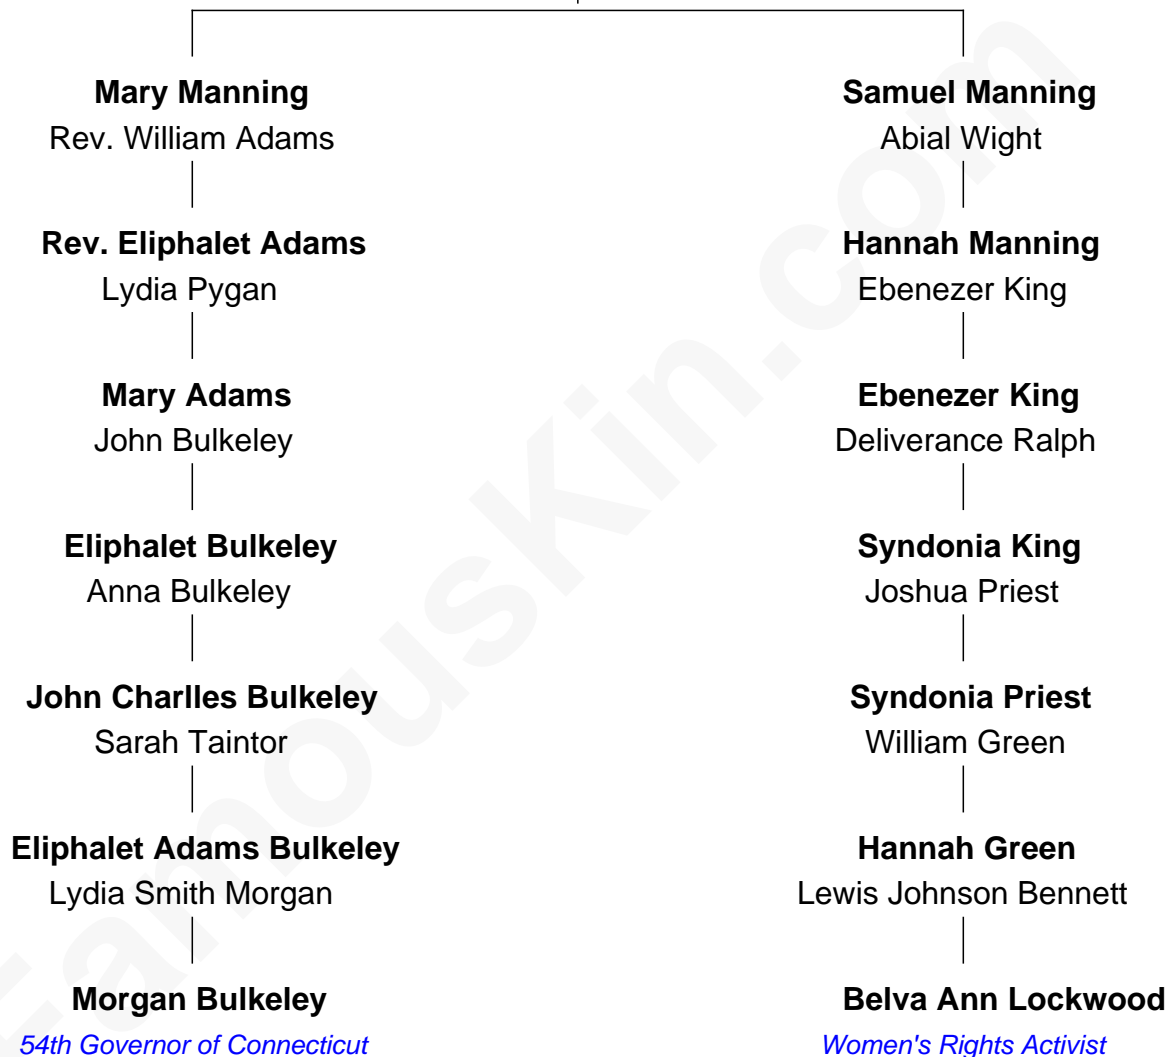 Mary Manning
Rev. William Adams
Samuel Manning
Abial Wight
Rev. Eliphalet Adams
Lydia Pygan
Hannah Manning
Ebenezer King
Mary Adams
John Bulkeley
Ebenezer King
Deliverance Ralph
Eliphalet Bulkeley
Anna Bulkeley
Syndonia King
Joshua Priest
John Charlles Bulkeley
Sarah Taintor
Syndonia Priest
William Green
Eliphalet Adams Bulkeley
Lydia Smith Morgan
Hannah Green
Lewis Johnson Bennett
Morgan Bulkeley
54th Governor of Connecticut
Belva Ann Lockwood
Women's Rights Activist
FamousKin.com